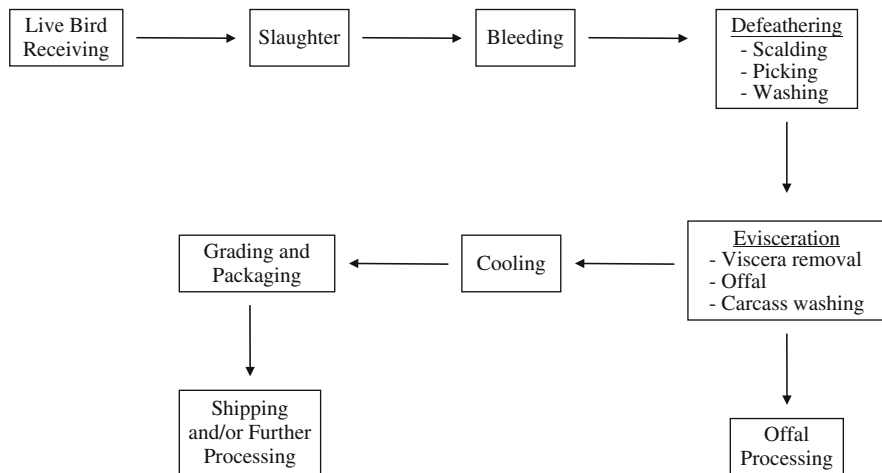 Live Bird
Receiving
Slaughter
Bleeding
Defeathering
- Scalding
- Picking
- Washing
Evisceration
- Viscera removal
- Offal
- Carcass washing
Cooling
Grading and
Packaging
Shipping
and/or Further
Processing
Offal
Processing